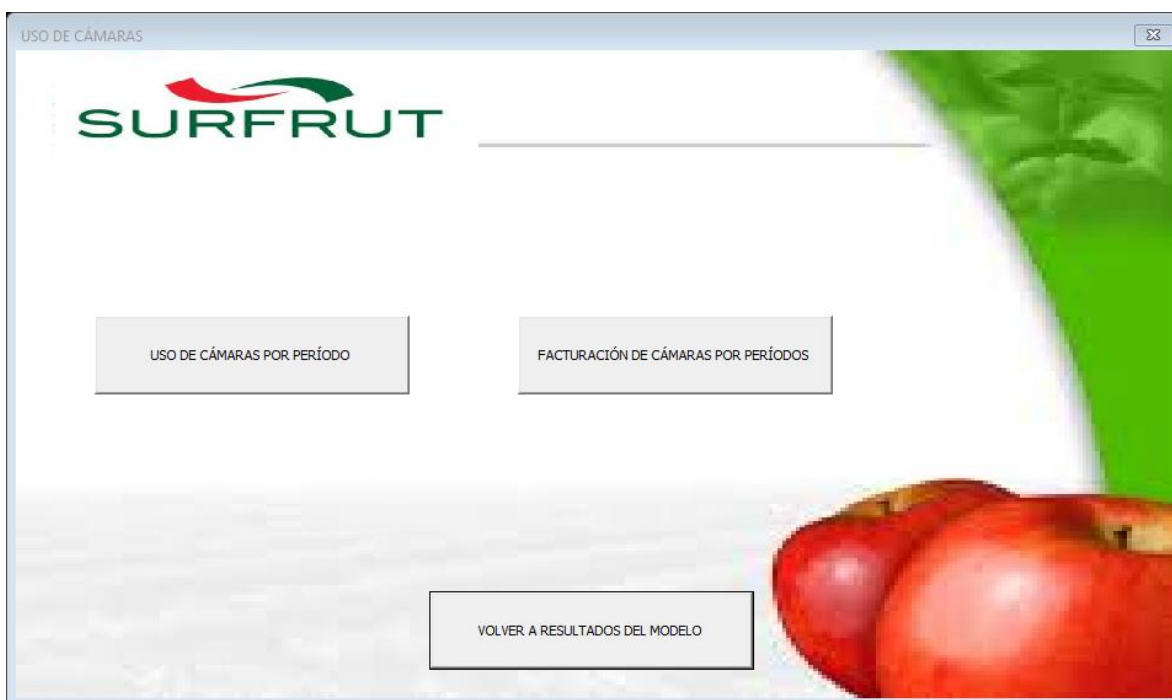 USO DE CÁMARAS
SURFRUT
USO DE CÁMARAS POR PERÍODO
FACTURACIÓN DE CÁMARAS POR PERÍODOS
VOLVER A RESULTADOS DEL MODELO